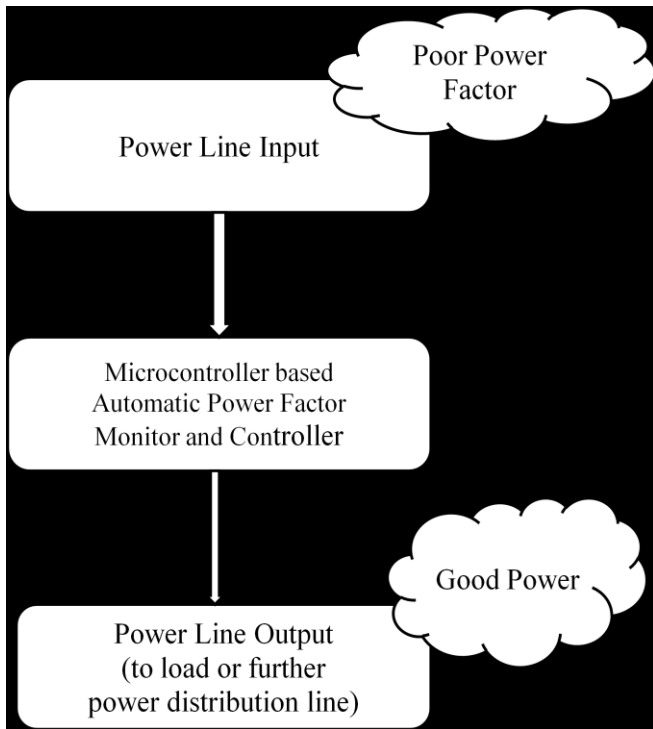 Poor Power
Factor
Power Line Input
Microcontroller based
Automatic Power Factor
Monitor and Controller
Good Power
Power Line Output
(to load or further
power distribution line)